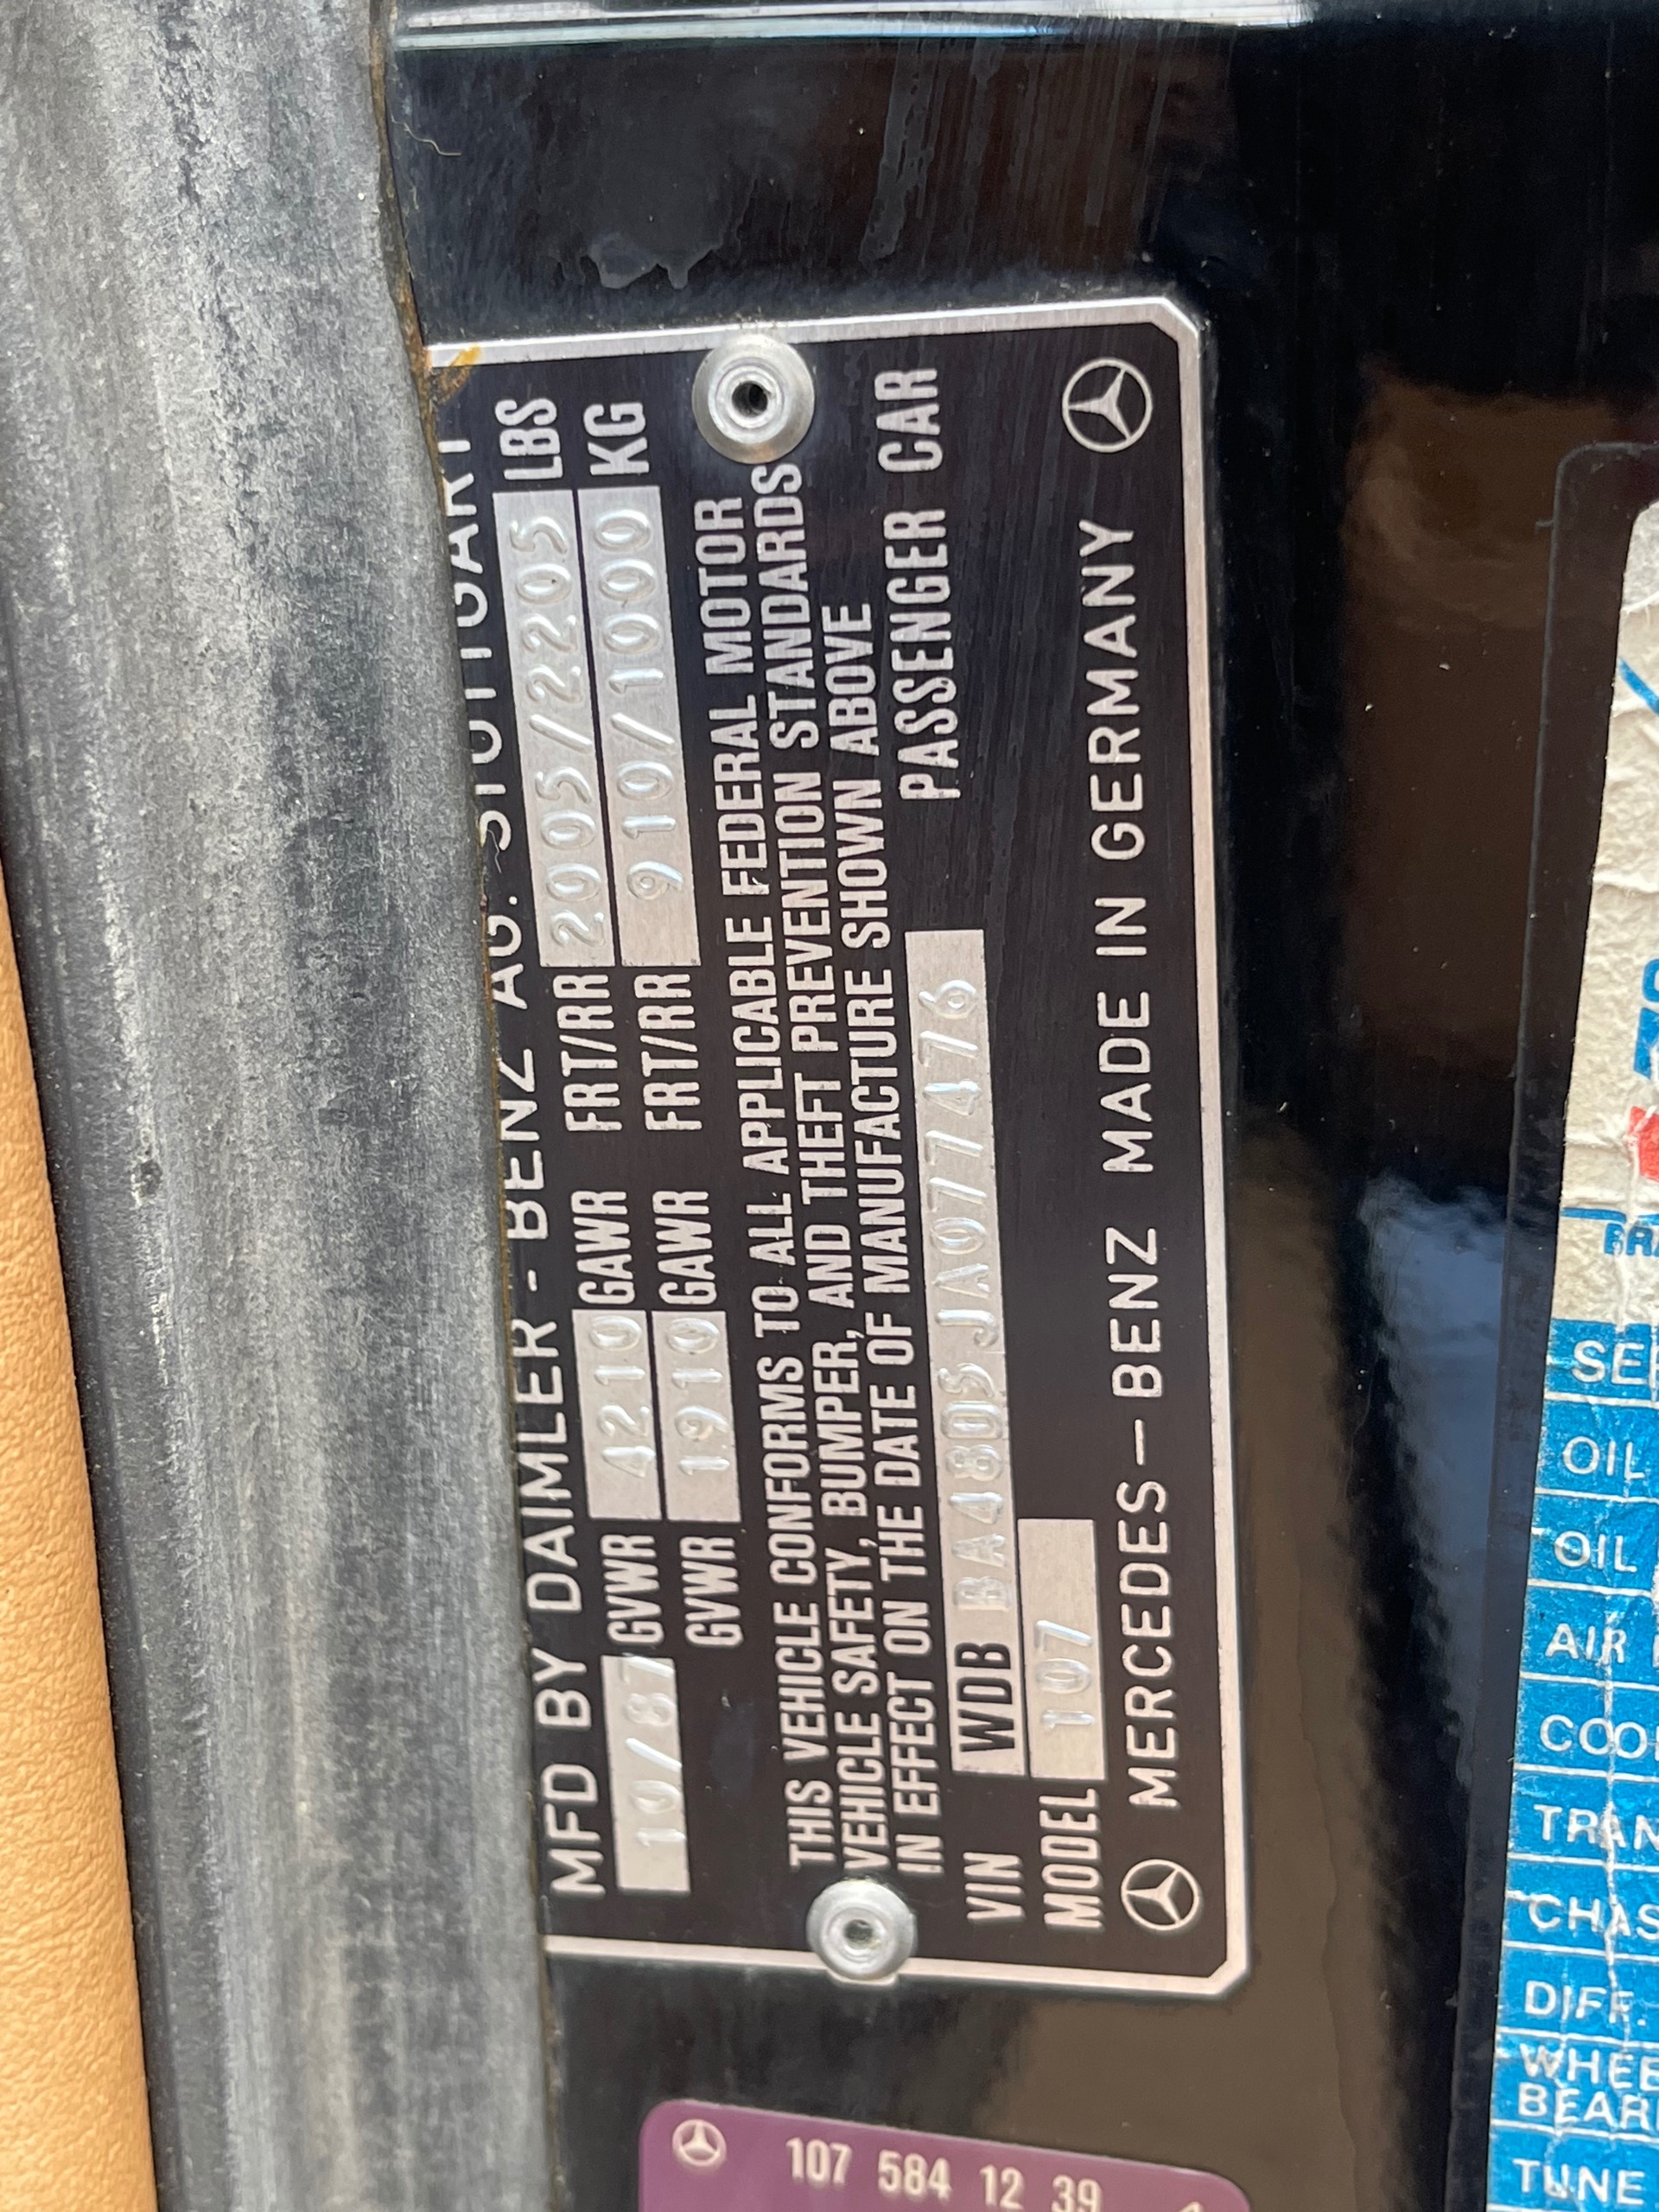 MFD BY DAIMLER - BENZ AG. STUTTGART
10/87 GVWR 4210 GAWR FRT/RR 2005/2205 LBS
GVWR 1910 GAWR FRT/RR 910/1000 KG
THIS VEHICLE CONFORMS TO ALL APPLICABLE FEDERAL MOTOR
VEHICLE SAFETY, BUMPER, AND THEFT PREVENTION STANDARDS
IN EFFECT ON THE DATE OF MANUFACTURE SHOWN ABOVE
VIN WDB BA48D5JA077476 PASSENGER CAR
MODEL 107
MERCEDES-BENZ MADE IN GERMANY
107 584 12 39
BRA
SER
OIL
OIL
AIR
COO
TRAN
CHAS
DIFF.
WHEE
BEAR
TUNE